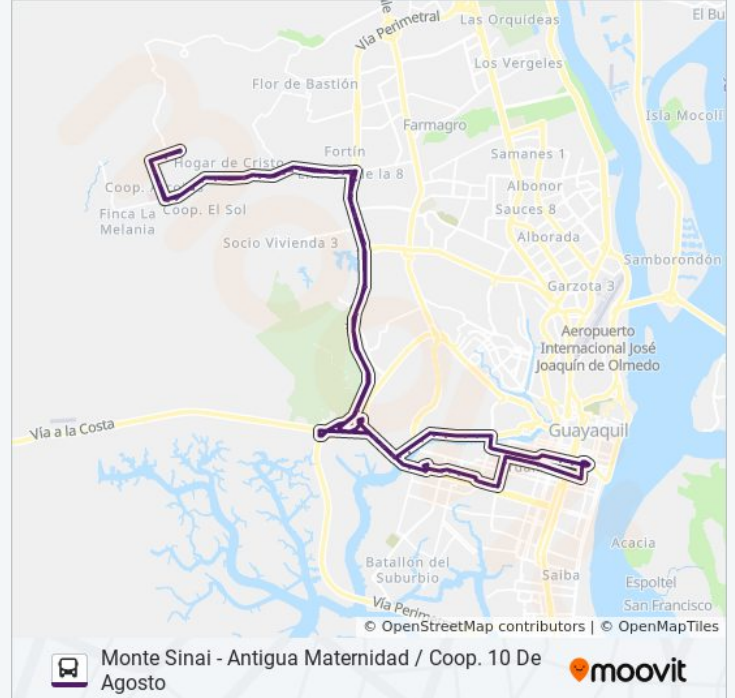 Vía Perimetral
Las Orquídeas
El Bu
Los Vergeles
Flor de Bastión
Isla Mocolí
Farmagro
Fortín
Samanes 1
Hogar de Cristo
de la 8
Albonor
Coop.
Sauces 8
Finca La
Melania
Coop. El Sol
Alborada
Socio Vivienda 3
Samborondón
Garzota 3
Aeropuerto
Internacional José
Joaquín de Olmedo
Vía a la Costa
Guayaquil
Acacia
Batallón del
Suburbio
Saiba
Espoltel
San Francisco
Vía Perim
© OpenStreetMap contributors | © OpenMapTiles
Monte Sinai - Antigua Maternidad / Coop. 10 De
Agosto
moovit